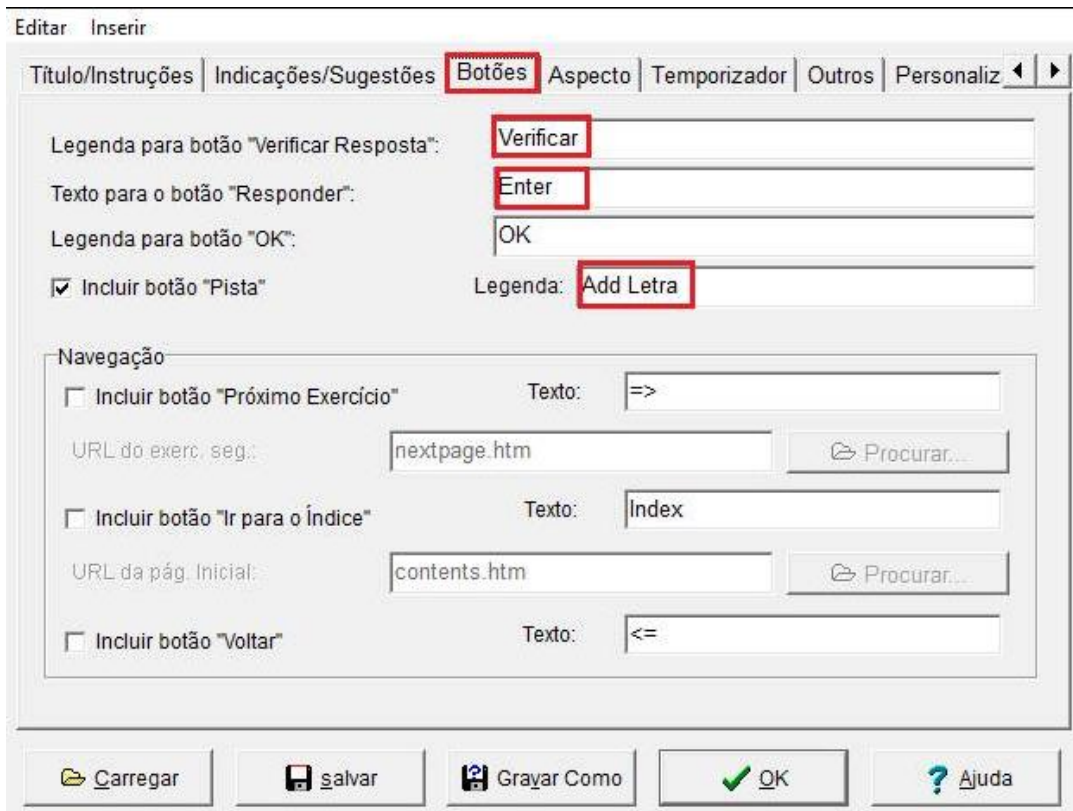 Editar Inserir
Título/Instruções Indicações/Sugestões Botões Aspecto Temporizador Outros Personaliz
Legenda para botão "Verificar Resposta": Verificar
Texto para o botão "Responder": Enter
Legenda para botão "OK": OK
Incluir botão "Pista" Legenda: Add Letra
Navegação
Incluir botão "Próximo Exercício" Texto: =>
URL do exerc. seg.: nextpage.htm Procurar...
Incluir botão "Ir para o Índice" Texto: Index
URL da pág. Inicial: contents.htm Procurar...
Incluir botão "Voltar" Texto: <=
Carregar salvar Gravar Como OK Ajuda